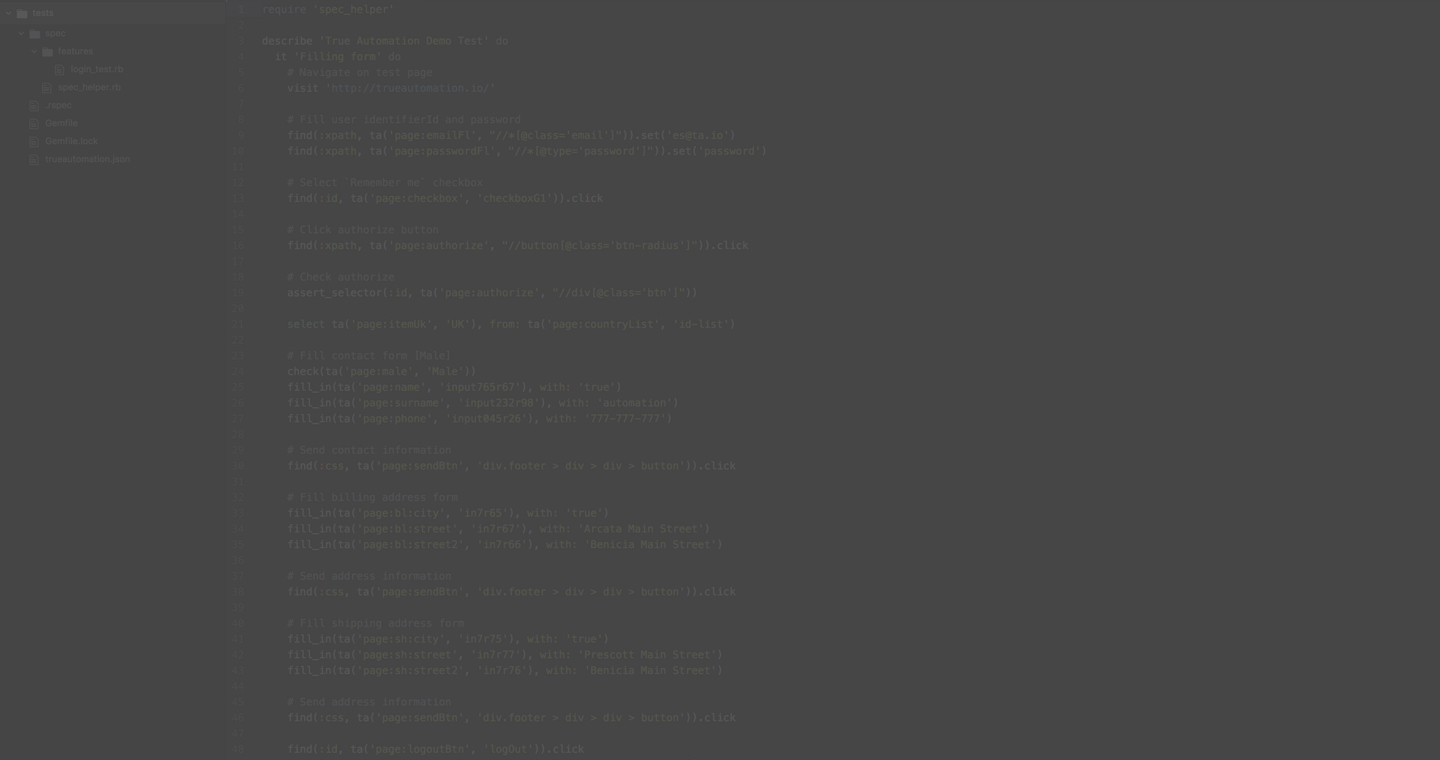 tests
spec
features
login_test.rb
spec_helper.rb
.rspec
Gemfile
Gemfile.lock
trueautomation.json
require 'spec_helper'
describe 'True Automation Demo Test' do
it 'Filling form' do
# Navigate on test page
visit 'http://trueautomation.io/'
# Fill user identifierId and password
find(:xpath, ta('page:emailFl', "//*[@class='email']")).set('es@ta.io')
find(:xpath, ta('page:passwordFl', "//*[@type='password']")).set('password')
# Select 'Remember me' checkbox
find(:id, ta('page:checkbox', 'checkboxG1')).click
# Click authorize button
find(:xpath, ta('page:authorize', "//button[@class='btn-radius']")).click
# Check authorize
assert_selector(:id, ta('page:authorize', "//div[@class='btn']"))
select ta('page:itemUk', 'UK'), from: ta('page:countryList', 'id-list')
# Fill contact form [Male]
check(ta('page:male', 'Male'))
fill_in(ta('page:name', 'input765r67'), with: 'true')
fill_in(ta('page:surname', 'input232r98'), with: 'automation')
fill_in(ta('page:phone', 'input045r26'), with: '777-777-777')
# Send contact information
find(:css, ta('page:sendBtn', 'div.footer > div > div > button')).click
# Fill billing address form
fill_in(ta('page:bl:city', 'in7r65'), with: 'true')
fill_in(ta('page:bl:street', 'in7r67'), with: 'Arcata Main Street')
fill_in(ta('page:bl:street2', 'in7r66'), with: 'Benicia Main Street')
# Send address information
find(:css, ta('page:sendBtn', 'div.footer > div > div > button')).click
# Fill shipping address form
fill_in(ta('page:sh:city', 'in7r75'), with: 'true')
fill_in(ta('page:sh:street', 'in7r77'), with: 'Prescott Main Street')
fill_in(ta('page:sh:street2', 'in7r76'), with: 'Benicia Main Street')
# Send address information
find(:css, ta('page:sendBtn', 'div.footer > div > div > button')).click
find(:id, ta('page:logoutBtn', 'logOut')).click